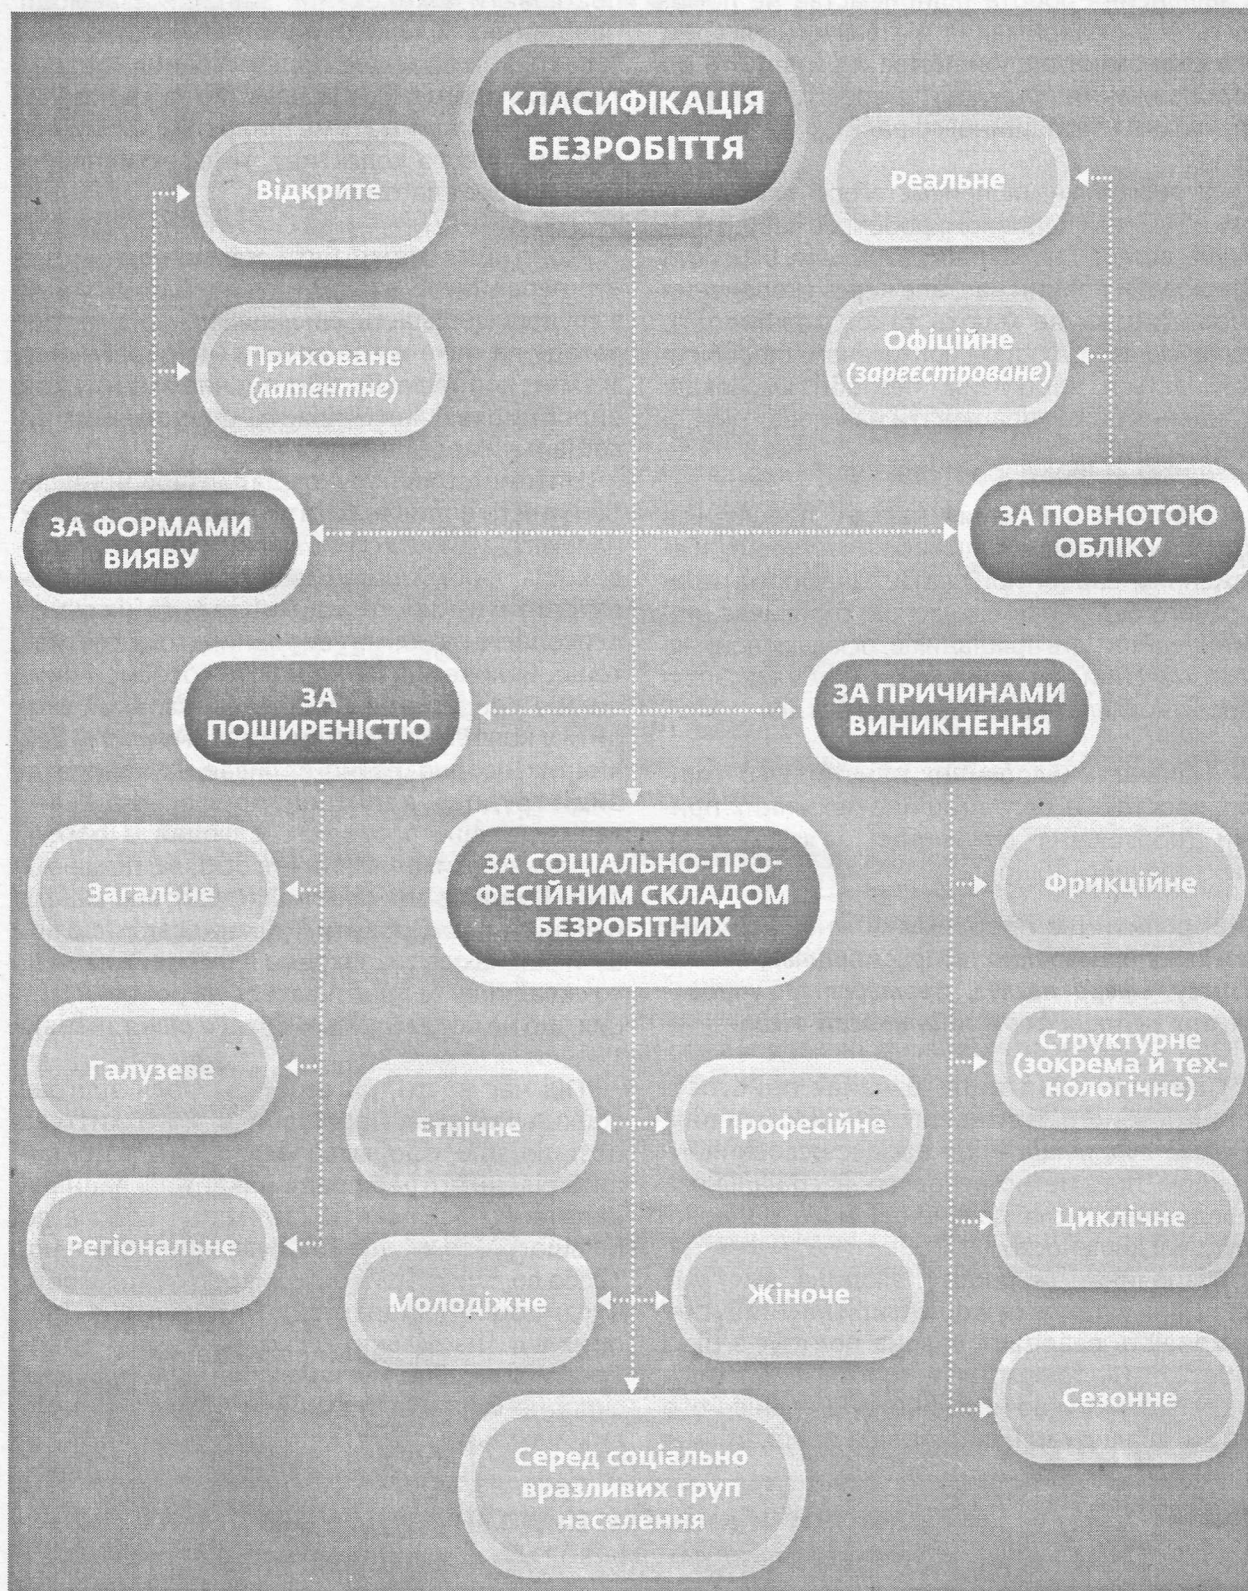 КЛАСИФІКАЦІЯ
БЕЗРОБІТТЯ
Відкрите
Реальне
Приховане
(латентне)
Офіційне
(зареєстроване)
ЗА ФОРМАМИ
ВИЯВУ
ЗА ПОВНОТОЮ
ОБЛІКУ
ЗА
ПОШИРЕНІСТЮ
ЗА ПРИЧИНАМИ
ВИНИКНЕННЯ
ЗА СОЦІАЛЬНО-ПРО-
ФЕСІЙНИМ СКЛАДОМ
БЕЗРОБІТНИХ
Загальне
Фрикційне
Галузеве
Структурне
(зокрема й тех-
нологічне)
Етнічне
Професійне
Регіональне
Циклічне
Молодіжне
Жіноче
Сезонне
Серед соціально
вразливих груп
населення